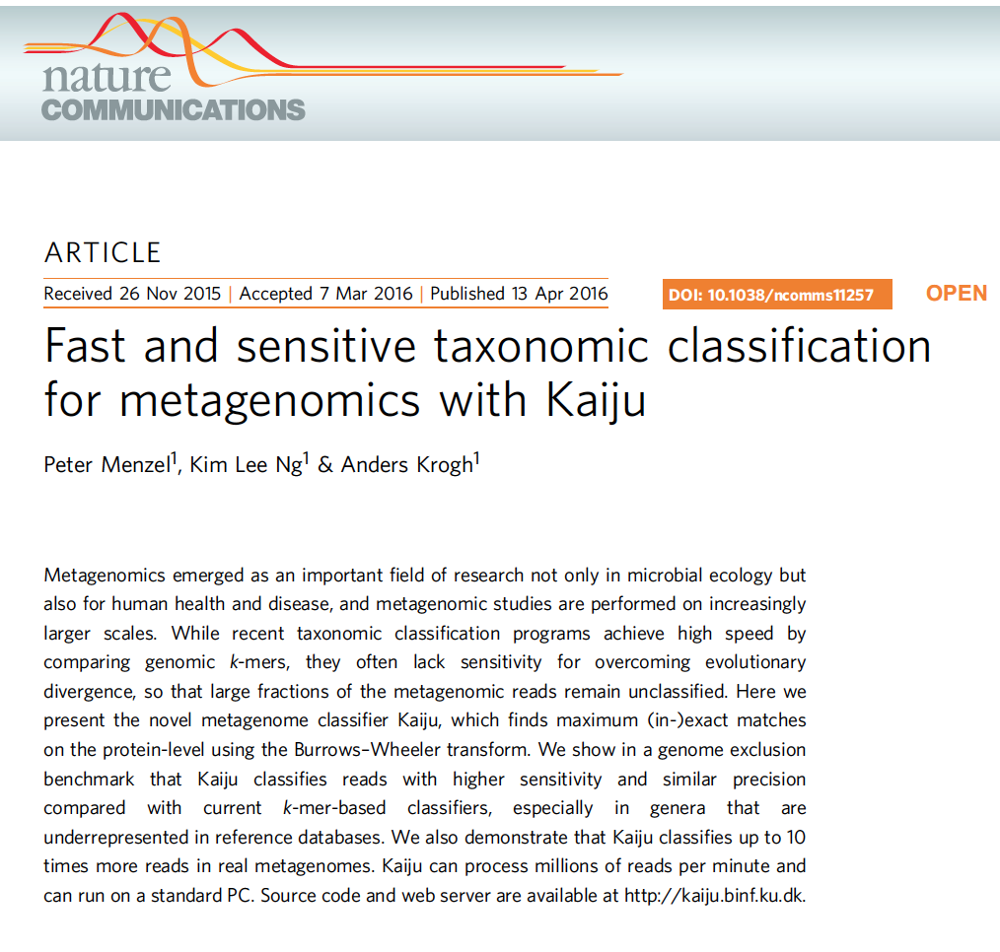 nature
COMMUNICATIONS
ARTICLE
Received 26 Nov 2015 | Accepted 7 Mar 2016 | Published 13 Apr 2016
DOI: 10.1038/ncomms11257
OPEN
Fast and sensitive taxonomic classification
for metagenomics with Kaiju
Peter Menzel1, Kim Lee Ng1 & Anders Krogh1
Metagenomics emerged as an important field of research not only in microbial ecology but
also for human health and disease, and metagenomic studies are performed on increasingly
larger scales. While recent taxonomic classification programs achieve high speed by
comparing genomic k-mers, they often lack sensitivity for overcoming evolutionary
divergence, so that large fractions of the metagenomic reads remain unclassified. Here we
present the novel metagenome classifier Kaiju, which finds maximum (in-)exact matches
on the protein-level using the Burrows–Wheeler transform. We show in a genome exclusion
benchmark that Kaiju classifies reads with higher sensitivity and similar precision
compared with current k-mer-based classifiers, especially in genera that are
underrepresented in reference databases. We also demonstrate that Kaiju classifies up to 10
times more reads in real metagenomes. Kaiju can process millions of reads per minute and
can run on a standard PC. Source code and web server are available at http://kaiju.binf.ku.dk.